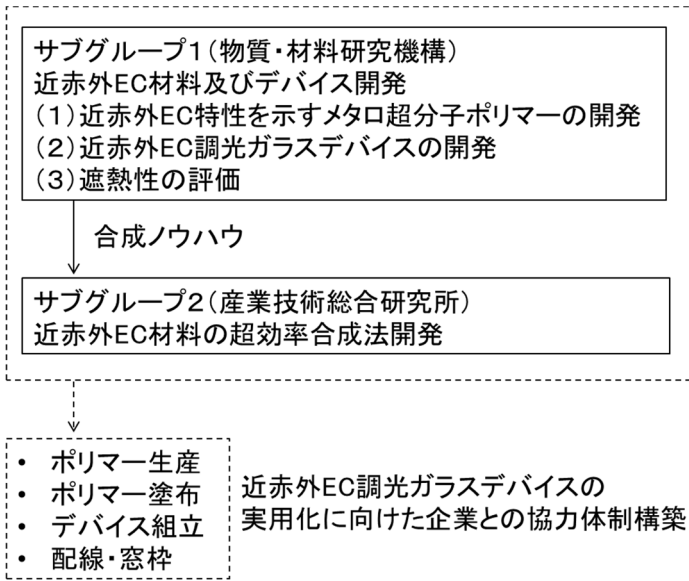 サブグループ1(物質・材料研究機構)
近赤外EC材料及びデバイス開発
(1)近赤外EC特性を示すメタロ超分子ポリマーの開発
(2)近赤外EC調光ガラスデバイスの開発
(3)遮熱性の評価
合成ノウハウ
サブグループ2(産業技術総合研究所)
近赤外EC材料の超効率合成法開発
• ポリマー生産
• ポリマー塗布
• デバイス組立
• 配線・窓枠
近赤外EC調光ガラスデバイスの
実用化に向けた企業との協力体制構築